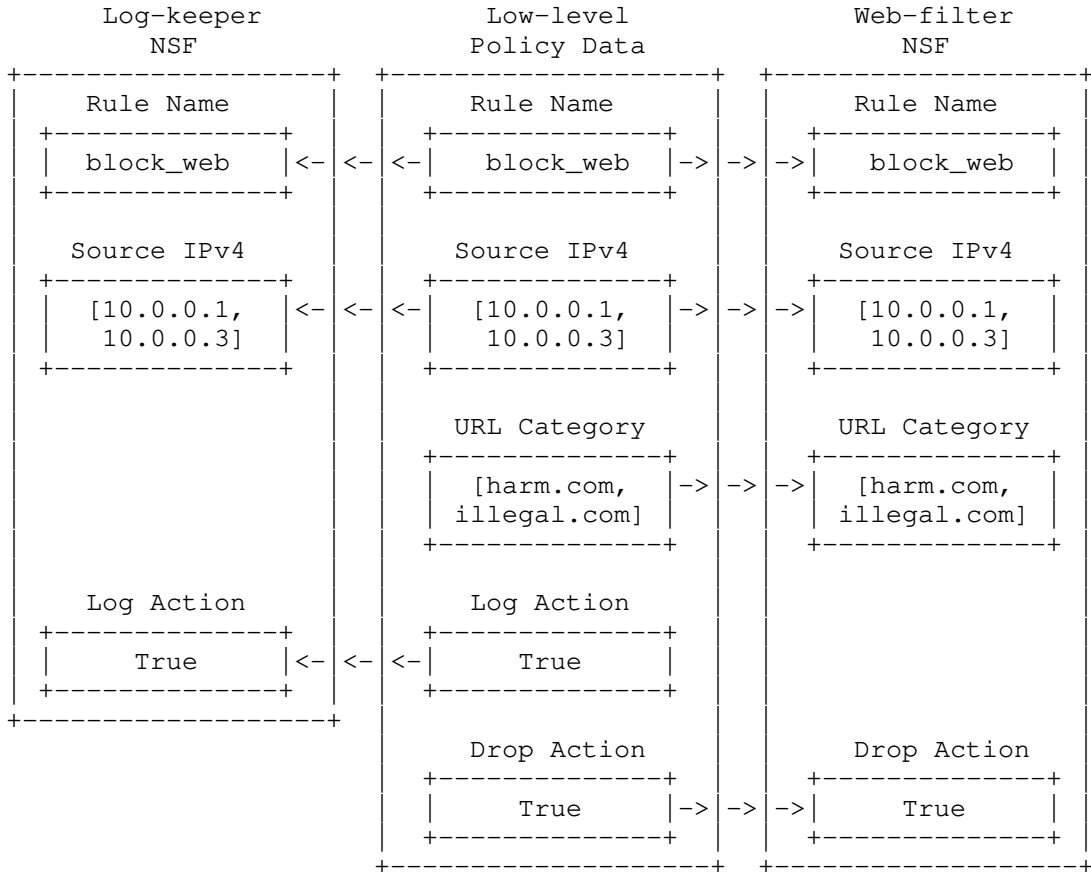 Log-keeper Low-level Web-filter
NSF Policy Data NSF
Rule Name Rule Name Rule Name
block_web <- <- <- block_web -> -> -> block_web
Source IPv4 Source IPv4 Source IPv4
[10.0.0.1, <- <- <- [10.0.0.1, -> -> -> [10.0.0.1,
10.0.0.3] 10.0.0.3] 10.0.0.3]
URL Category URL Category
[harm.com, -> -> -> [harm.com,
illegal.com] illegal.com]
Log Action Log Action
True <- <- <- True
Drop Action Drop Action
True -> -> -> True